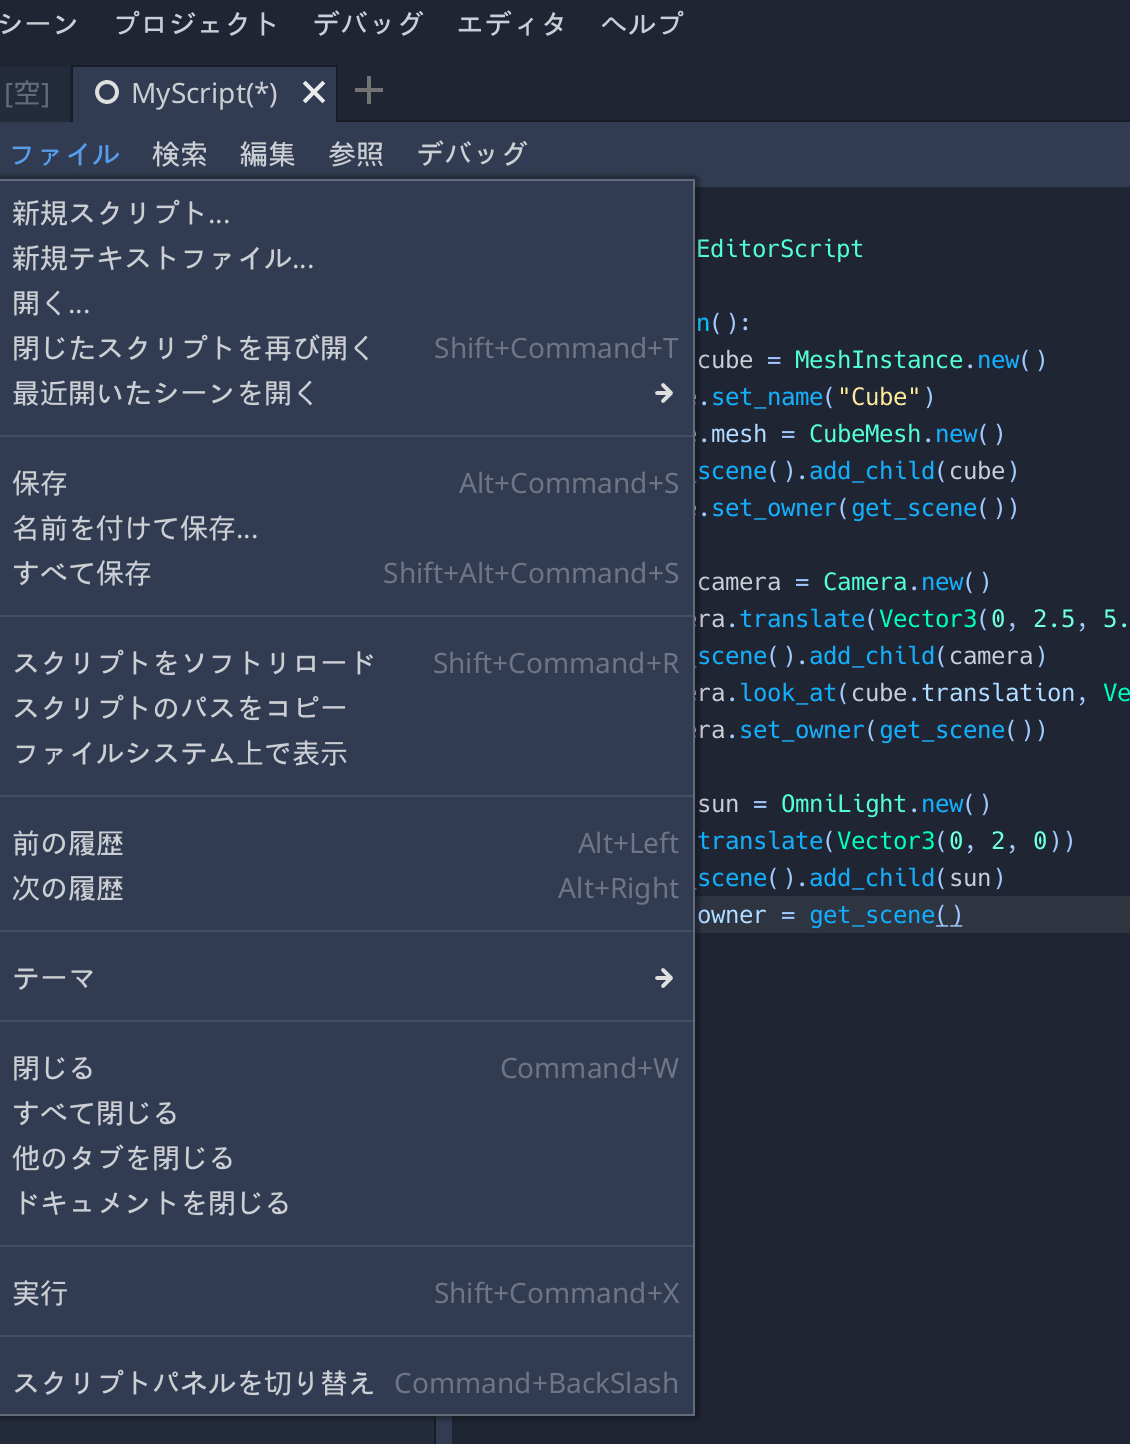 シーン プロジェクト デバッグ エディタ ヘルプ
[空] MyScript(*)
ファイル 検索 編集 参照 デバッグ
新規スクリプト...
新規テキストファイル...
開く...
閉じたスクリプトを再び開く Shift+Command+T
最近開いたシーンを開く
保存 Alt+Command+S
名前を付けて保存...
すべて保存 Shift+Alt+Command+S
スクリプトをソフトリロード Shift+Command+R
スクリプトのパスをコピー
ファイルシステム上で表示
前の履歴 Alt+Left
次の履歴 Alt+Right
テーマ
閉じる Command+W
すべて閉じる
他のタブを閉じる
ドキュメントを閉じる
実行 Shift+Command+X
スクリプトパネルを切り替え Command+BackSlash
EditorScript
n():
cube = MeshInstance.new()
.set_name("Cube")
.mesh = CubeMesh.new()
scene().add_child(cube)
.set_owner(get_scene())
camera = Camera.new()
ra.translate(Vector3(0, 2.5, 5.
scene().add_child(camera)
ra.look_at(cube.translation, Ve
ra.set_owner(get_scene())
sun = OmniLight.new()
translate(Vector3(0, 2, 0))
scene().add_child(sun)
owner = get_scene()